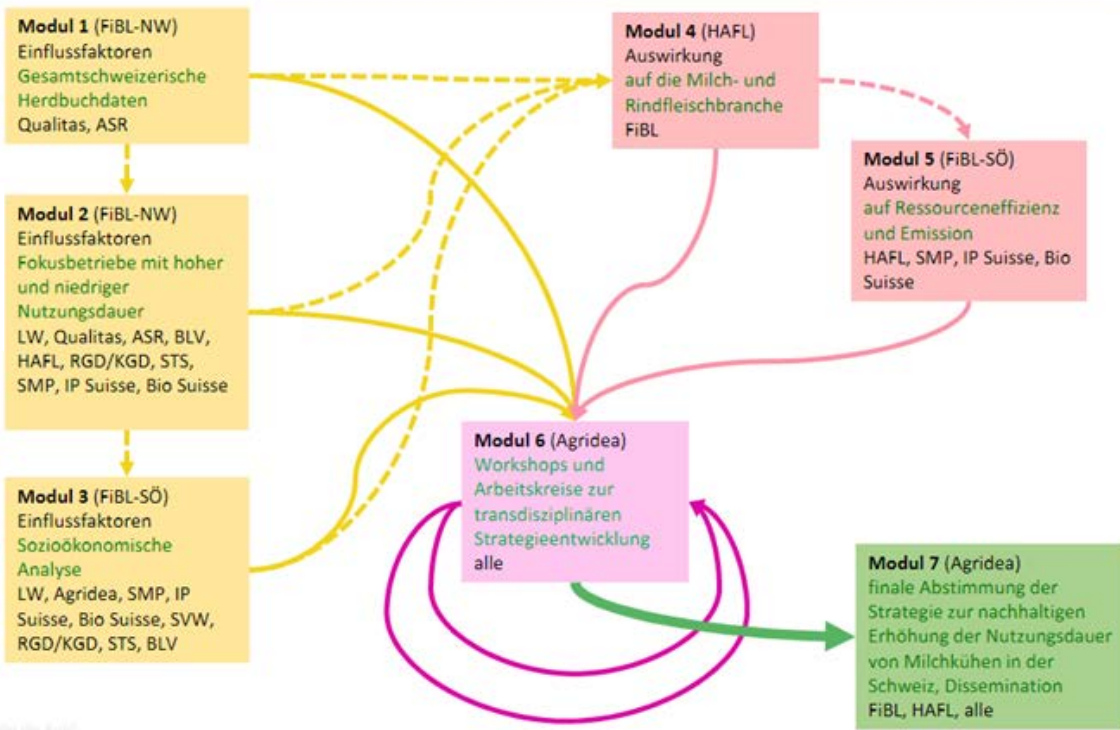 Modul 1 (FiBL-NW)
Einflussfaktoren
Gesamtschweizerische
Herdbuchdaten
Qualitas, ASR
Modul 2 (FiBL-NW)
Einflussfaktoren
Fokusbetriebe mit hoher
und niedriger
Nutzungsdauer
LW, Qualitas, ASR, BLV,
HAFL, RGD/KGD, STS,
SMP, IP Suisse, Bio Suisse
Modul 3 (FiBL-SÖ)
Einflussfaktoren
Sozioökonomische
Analyse
LW, Agridea, SMP, IP
Suisse, Bio Suisse, SVW,
RGD/KGD, STS, BLV
Modul 4 (HAFL)
Auswirkung
auf die Milch- und
Rindfleischbranche
FiBL
Modul 5 (FiBL-SÖ)
Auswirkung
auf Ressourceneffizienz
und Emission
HAFL, SMP, IP Suisse, Bio
Suisse
Modul 6 (Agridea)
Workshops und
Arbeitskreise zur
transdisziplinären
Strategieentwicklung
alle
Modul 7 (Agridea)
finale Abstimmung der
Strategie zur nachhaltigen
Erhöhung der Nutzungsdauer
von Milchkühen in der
Schweiz, Dissemination
FiBL, HAFL, alle